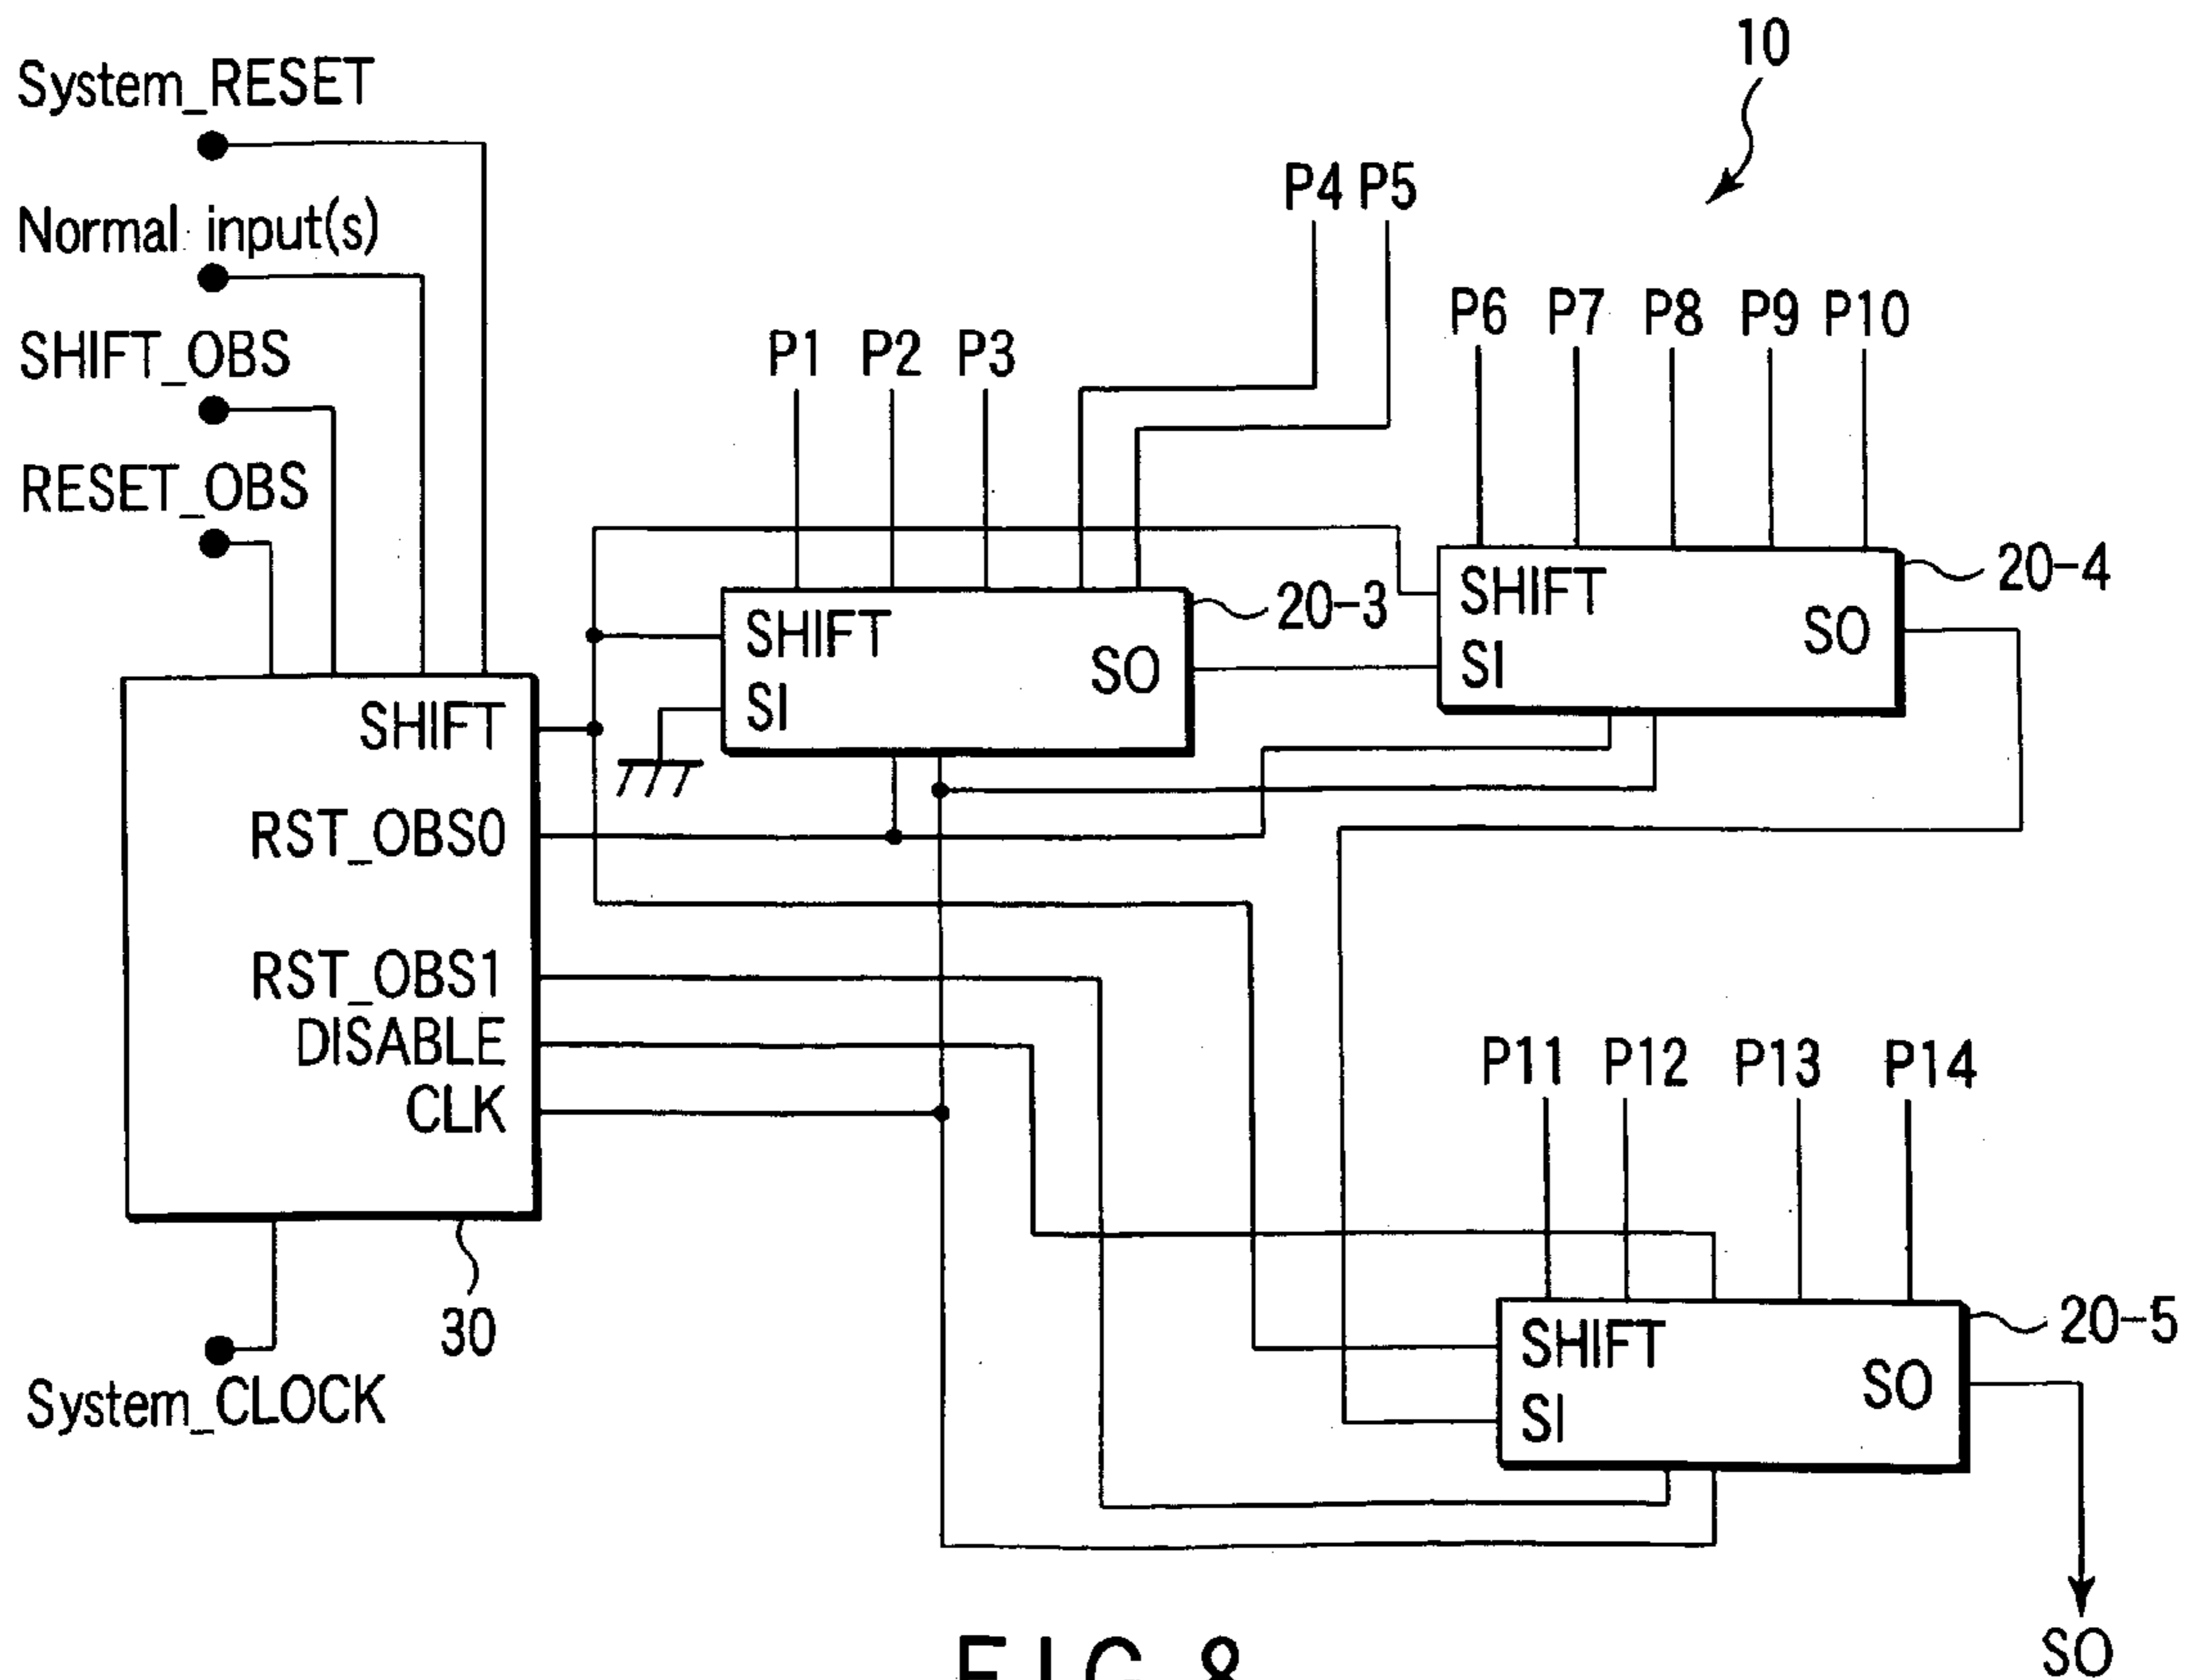 10
System_RESET
Normal input(s)
SHIFT_OBS
RESET_OBS
P4 P5
P1 P2 P3
P6 P7 P8 P9 P10
SHIFT
SI
SO
20-3
SHIFT
SI
SO
20-4
SHIFT
RST_OBS0
RST_OBS1
DISABLE
CLK
30
System_CLOCK
P11 P12 P13 P14
SHIFT
SI
SO
20-5
SO
FIG. 8